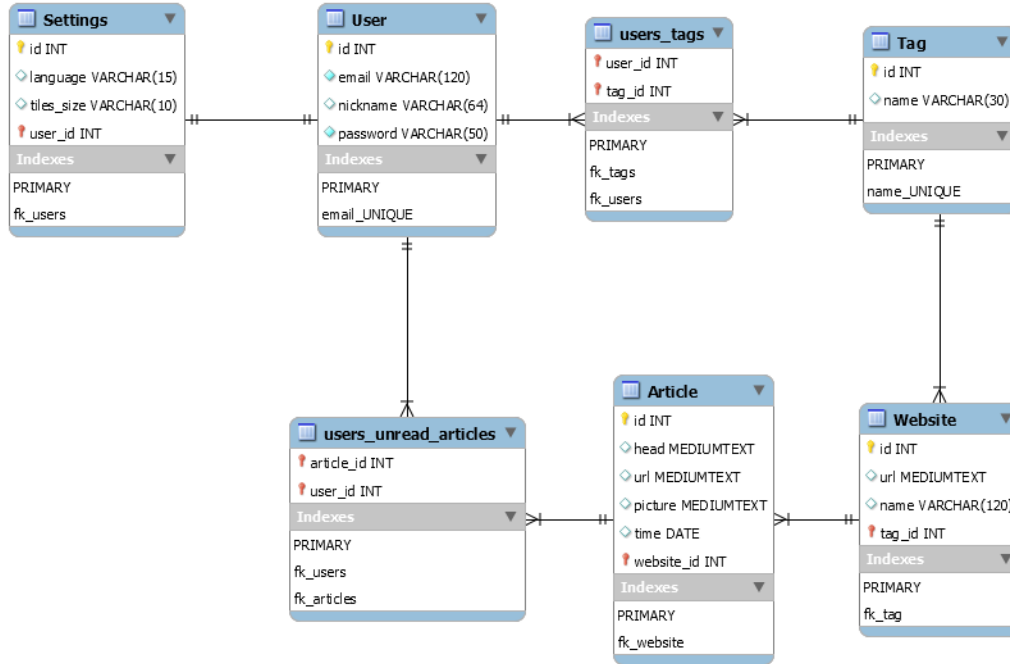 Settings
id INT
language VARCHAR(15)
tiles_size VARCHAR(10)
user_id INT
Indexes
PRIMARY
fk_users
User
id INT
email VARCHAR(120)
nickname VARCHAR(64)
password VARCHAR(50)
Indexes
PRIMARY
email_UNIQUE
users_tags
user_id INT
tag_id INT
Indexes
PRIMARY
fk_tags
fk_users
Tag
id INT
name VARCHAR(30)
Indexes
PRIMARY
name_UNIQUE
users_unread_articles
article_id INT
user_id INT
Indexes
PRIMARY
fk_users
fk_articles
Article
id INT
head MEDIUMTEXT
url MEDIUMTEXT
picture MEDIUMTEXT
time DATE
website_id INT
Indexes
PRIMARY
fk_website
Website
id INT
url MEDIUMTEXT
name VARCHAR(120)
tag_id INT
Indexes
PRIMARY
fk_tag